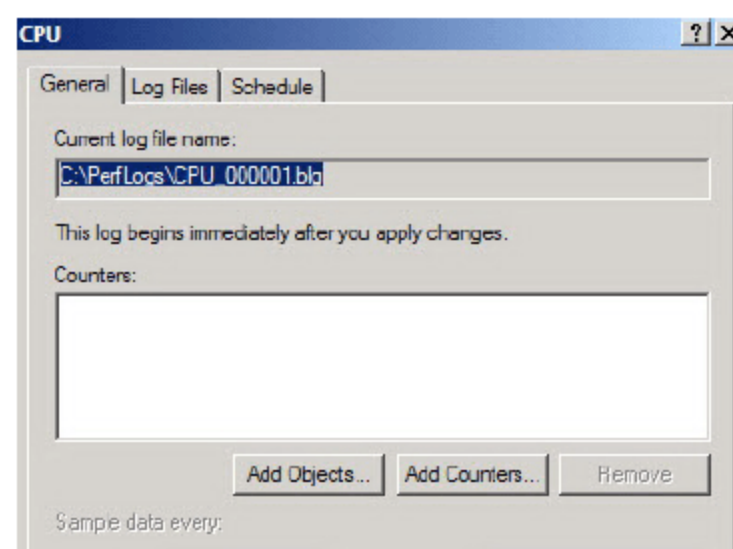 CPU
General Log Files Schedule
Current log file name:
C:\PerfLogs\CPU_000001.blg
This log begins immediately after you apply changes.
Counters:
Add Objects... Add Counters... Remove
Sample data every: